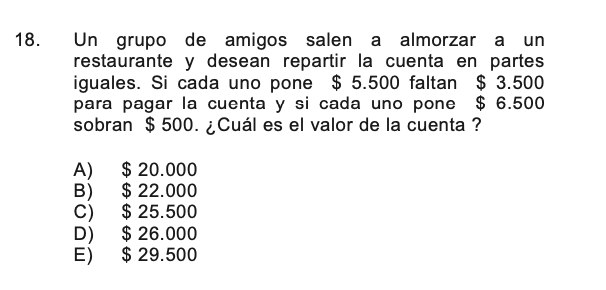 18. Un grupo de amigos salen a almorzar a un
restaurante y desean repartir la cuenta en partes
iguales. Si cada uno pone $ 5.500 faltan $ 3.500
para pagar la cuenta y si cada uno pone $ 6.500
sobran $ 500. ¿Cuál es el valor de la cuenta ?
A) $ 20.000
B) $ 22.000
C) $ 25.500
D) $ 26.000
E) $ 29.500